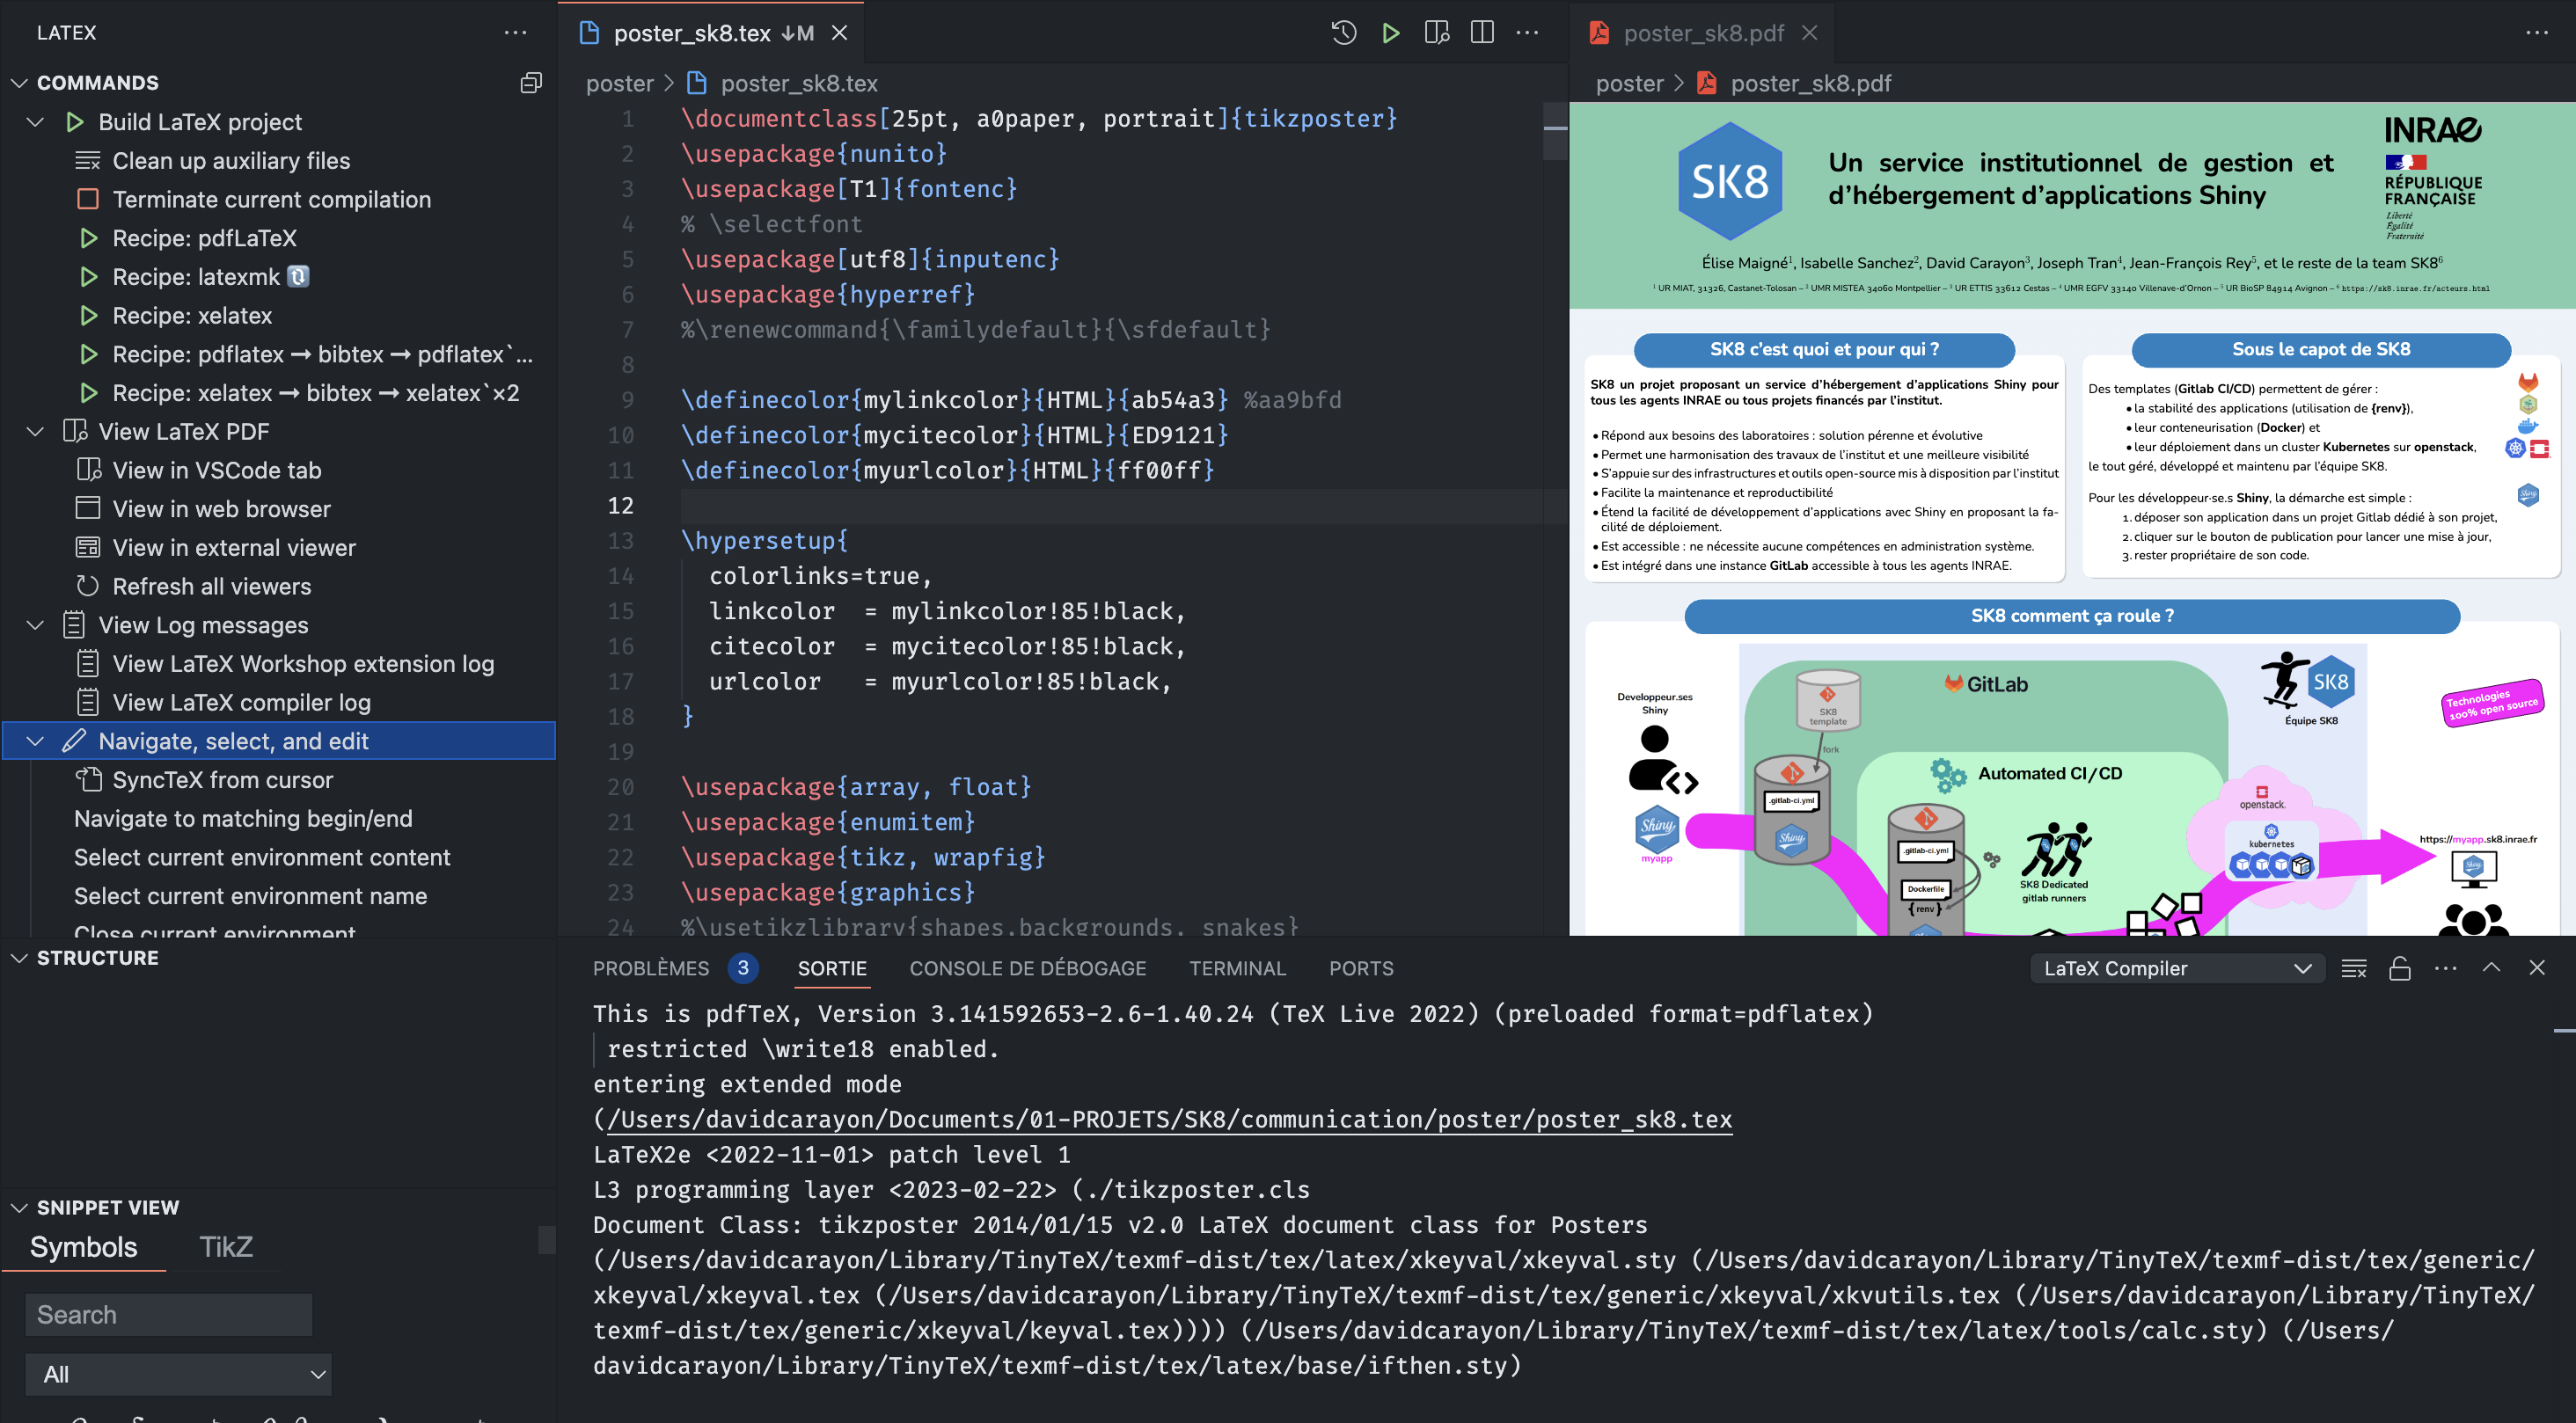 LATEX
COMMANDS
Build LaTeX project
Clean up auxiliary files
Terminate current compilation
Recipe: pdfLaTeX
Recipe: latexmk 🔃
Recipe: xelatex
Recipe: pdflatex ➞ bibtex ➞ pdflatex`...
Recipe: xelatex ➞ bibtex ➞ xelatex`×2
View LaTeX PDF
View in VSCode tab
View in web browser
View in external viewer
Refresh all viewers
View Log messages
View LaTeX Workshop extension log
View LaTeX compiler log
Navigate, select, and edit
SyncTeX from cursor
Navigate to matching begin/end
Select current environment content
Select current environment name
Close current environment
STRUCTURE
SNIPPET VIEW
Symbols TikZ
Search
All
poster_sk8.tex ↓M
poster > poster_sk8.tex
1 \documentclass[25pt, a0paper, portrait]{tikzposter}
2 \usepackage{nunito}
3 \usepackage[T1]{fontenc}
4 % \selectfont
5 \usepackage[utf8]{inputenc}
6 \usepackage{hyperref}
7 %\renewcommand{\familydefault}{\sfdefault}
8
9 \definecolor{mylinkcolor}{HTML}{ab54a3} %aa9bfd
10 \definecolor{mycitecolor}{HTML}{ED9121}
11 \definecolor{myurlcolor}{HTML}{ff00ff}
12
13 \hypersetup{
14 colorlinks=true,
15 linkcolor = mylinkcolor!85!black,
16 citecolor = mycitecolor!85!black,
17 urlcolor = myurlcolor!85!black,
18 }
19
20 \usepackage{array, float}
21 \usepackage{enumitem}
22 \usepackage{tikz, wrapfig}
23 \usepackage{graphics}
24 %\usetikzlibrary{shapes.backgrounds, snakes}
poster_sk8.pdf
poster > poster_sk8.pdf
SK8
Un service institutionnel de gestion et
d'hébergement d'applications Shiny
INRAE
RÉPUBLIQUE
FRANÇAISE
Liberté
Égalité
Fraternité
Élise Maigné¹, Isabelle Sanchez², David Carayon³, Joseph Tran⁴, Jean-François Rey⁵, et le reste de la team SK8⁶
¹ UR MIAT, 31326, Castanet-Tolosan – ² UMR MISTEA 34060 Montpellier – ³ UR ETTIS 33612 Cestas – ⁴ UMR EGFV 33140 Villenave-d'Ornon – ⁵ UR BioSP 84914 Avignon – ⁶ https://sk8.inrae.fr/acteurs.html
SK8 c'est quoi et pour qui ?
SK8 un projet proposant un service d'hébergement d'applications Shiny pour
tous les agents INRAE ou tous projets financés par l'institut.
• Répond aux besoins des laboratoires : solution pérenne et évolutive
• Permet une harmonisation des travaux de l'institut et une meilleure visibilité
• S'appuie sur des infrastructures et outils open-source mis à disposition par l'institut
• Facilite la maintenance et reproductibilité
• Étend la facilité de développement d'applications avec Shiny en proposant la fa-
cilité de déploiement.
• Est accessible : ne nécessite aucune compétences en administration système.
• Est intégré dans une instance GitLab accessible à tous les agents INRAE.
Sous le capot de SK8
Des templates (Gitlab CI/CD) permettent de gérer :
• la stabilité des applications (utilisation de {renv}),
• leur conteneurisation (Docker) et
• leur déploiement dans un cluster Kubernetes sur openstack,
le tout géré, développé et maintenu par l'équipe SK8.
Pour les développeur·se.s Shiny, la démarche est simple :
1. déposer son application dans un projet Gitlab dédié à son projet,
2. cliquer sur le bouton de publication pour lancer une mise à jour,
3. rester propriétaire de son code.
Shiny
SK8 comment ça roule ?
Developpeur.ses
Shiny
Shiny
myapp
SK8
template
fork
.gitlab-ci.yml
Shiny
GitLab
Automated CI/CD
.gitlab-ci.yml
Dockerfile
{renv}
SK8 Dedicated
gitlab runners
SK8
Équipe SK8
Technologies
100% open source
openstack.
kubernetes
https://myapp.sk8.inrae.fr
Shiny
PROBLÈMES 3 SORTIE CONSOLE DE DÉBOGAGE TERMINAL PORTS LaTeX Compiler
This is pdfTeX, Version 3.141592653-2.6-1.40.24 (TeX Live 2022) (preloaded format=pdflatex)
restricted \write18 enabled.
entering extended mode
(/Users/davidcarayon/Documents/01-PROJETS/SK8/communication/poster/poster_sk8.tex
LaTeX2e <2022-11-01> patch level 1
L3 programming layer <2023-02-22> (./tikzposter.cls
Document Class: tikzposter 2014/01/15 v2.0 LaTeX document class for Posters
(/Users/davidcarayon/Library/TinyTeX/texmf-dist/tex/latex/xkeyval/xkeyval.sty (/Users/davidcarayon/Library/TinyTeX/texmf-dist/tex/generic/
xkeyval/xkeyval.tex (/Users/davidcarayon/Library/TinyTeX/texmf-dist/tex/generic/xkeyval/xkvutils.tex (/Users/davidcarayon/Library/TinyTeX/
texmf-dist/tex/generic/xkeyval/keyval.tex)))) (/Users/davidcarayon/Library/TinyTeX/texmf-dist/tex/latex/tools/calc.sty) (/Users/
davidcarayon/Library/TinyTeX/texmf-dist/tex/latex/base/ifthen.sty)